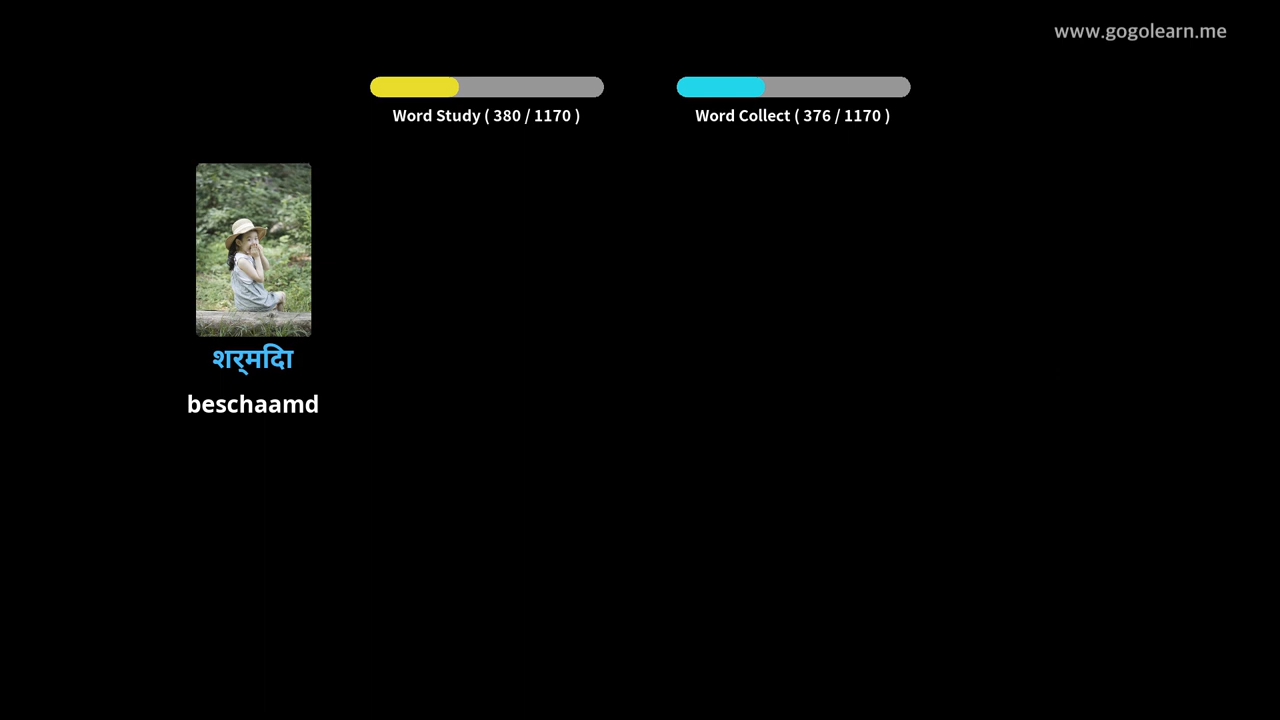 www.gogolearn.me
Word Study ( 380 / 1170 )
Word Collect ( 376 / 1170 )
शर्मिंदा
beschaamd